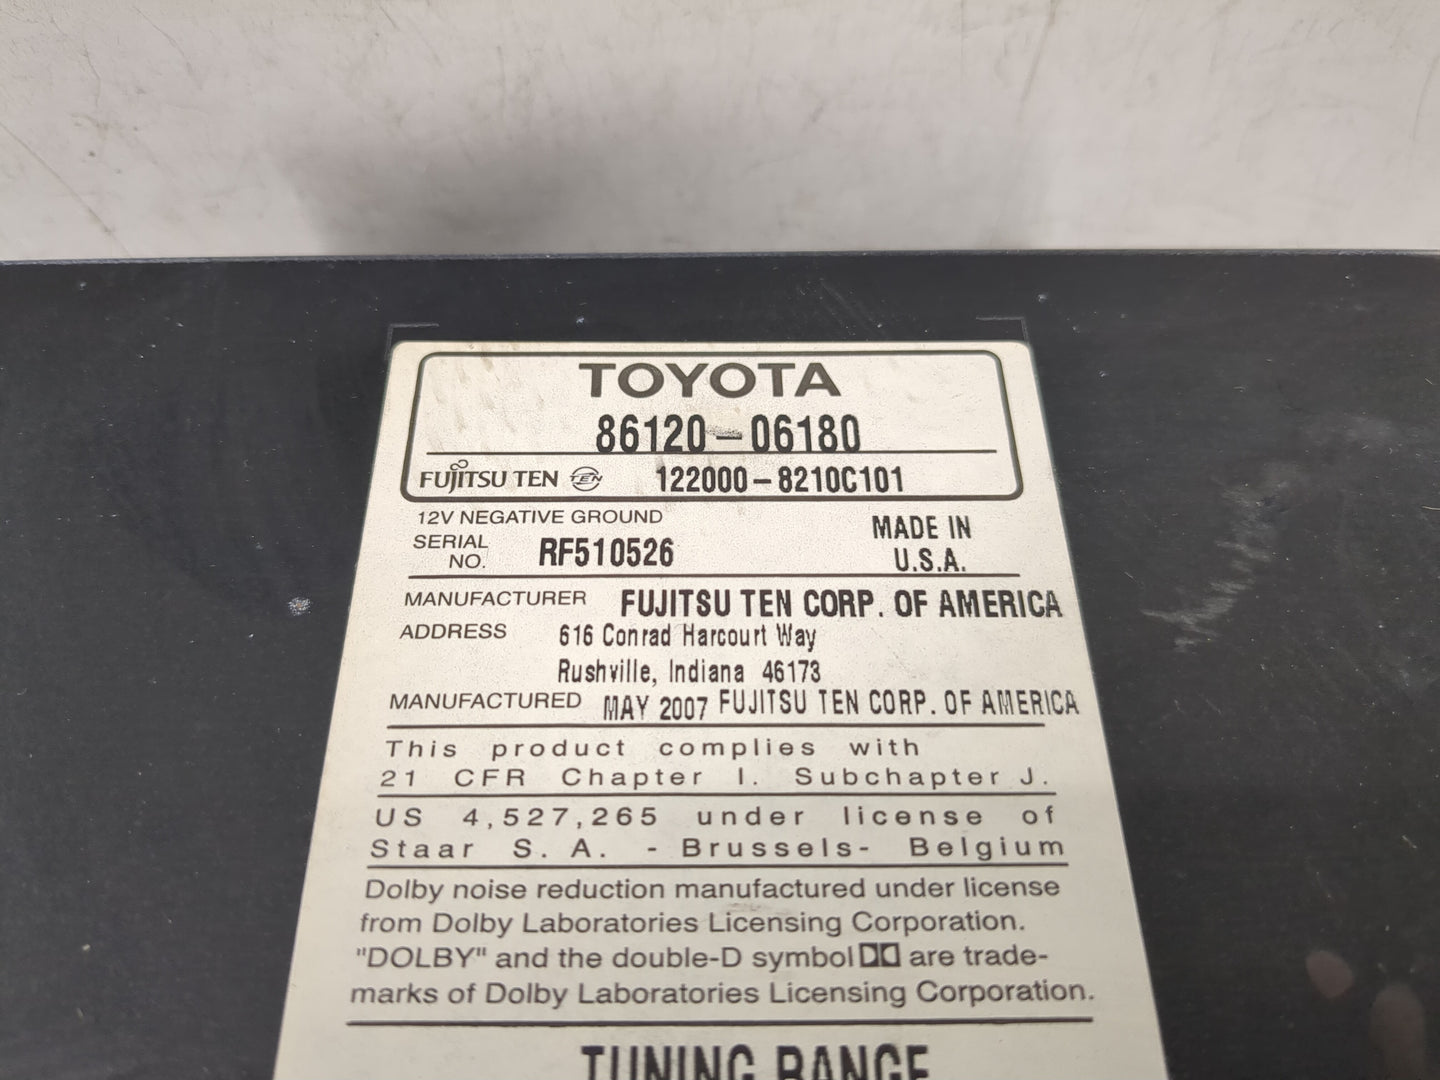 TOYOTA
86120-06180
FUJITSU TEN TEN 122000-8210C101
12V NEGATIVE GROUND
SERIAL NO. RF510526
MADE IN
U.S.A.
MANUFACTURER FUJITSU TEN CORP. OF AMERICA
ADDRESS 616 Conrad Harcourt Way
Rushville, Indiana 46173
MANUFACTURED MAY 2007 FUJITSU TEN CORP. OF AMERICA
This product complies with
21 CFR Chapter I. Subchapter J.
US 4,527,265 under license of
Staar S.A. - Brussels- Belgium
Dolby noise reduction manufactured under license
from Dolby Laboratories Licensing Corporation.
"DOLBY" and the double-D symbol are trade-
marks of Dolby Laboratories Licensing Corporation.
TUNING RANGE